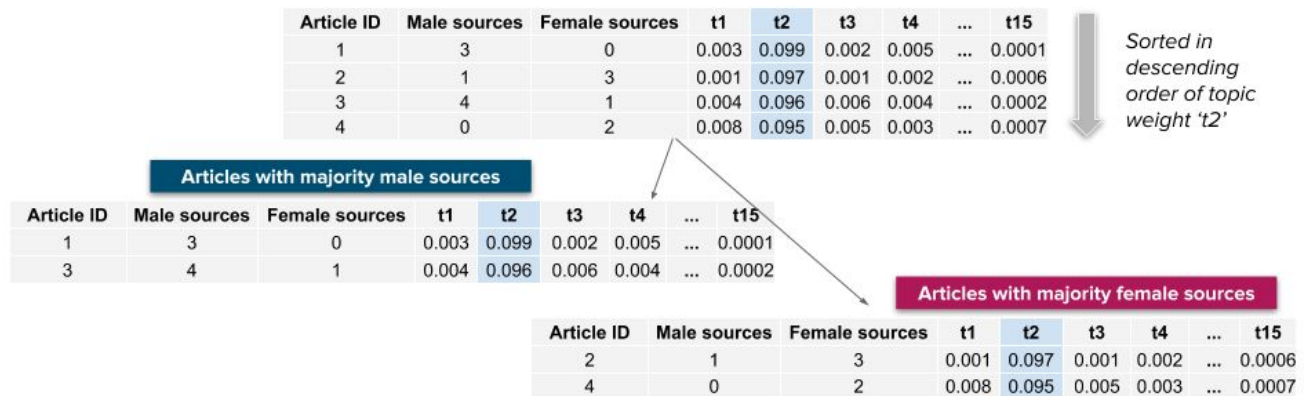 Article ID Male sources Female sources t1 t2 t3 t4 ... t15
1 3 0 0.003 0.099 0.002 0.005 ... 0.0001
2 1 3 0.001 0.097 0.001 0.002 ... 0.0006
3 4 1 0.004 0.096 0.006 0.004 ... 0.0002
4 0 2 0.008 0.095 0.005 0.003 ... 0.0007
Sorted in
descending
order of topic
weight ‘t2’
Articles with majority male sources
Article ID Male sources Female sources t1 t2 t3 t4 ... t15
1 3 0 0.003 0.099 0.002 0.005 ... 0.0001
3 4 1 0.004 0.096 0.006 0.004 ... 0.0002
Articles with majority female sources
Article ID Male sources Female sources t1 t2 t3 t4 ... t15
2 1 3 0.001 0.097 0.001 0.002 ... 0.0006
4 0 2 0.008 0.095 0.005 0.003 ... 0.0007